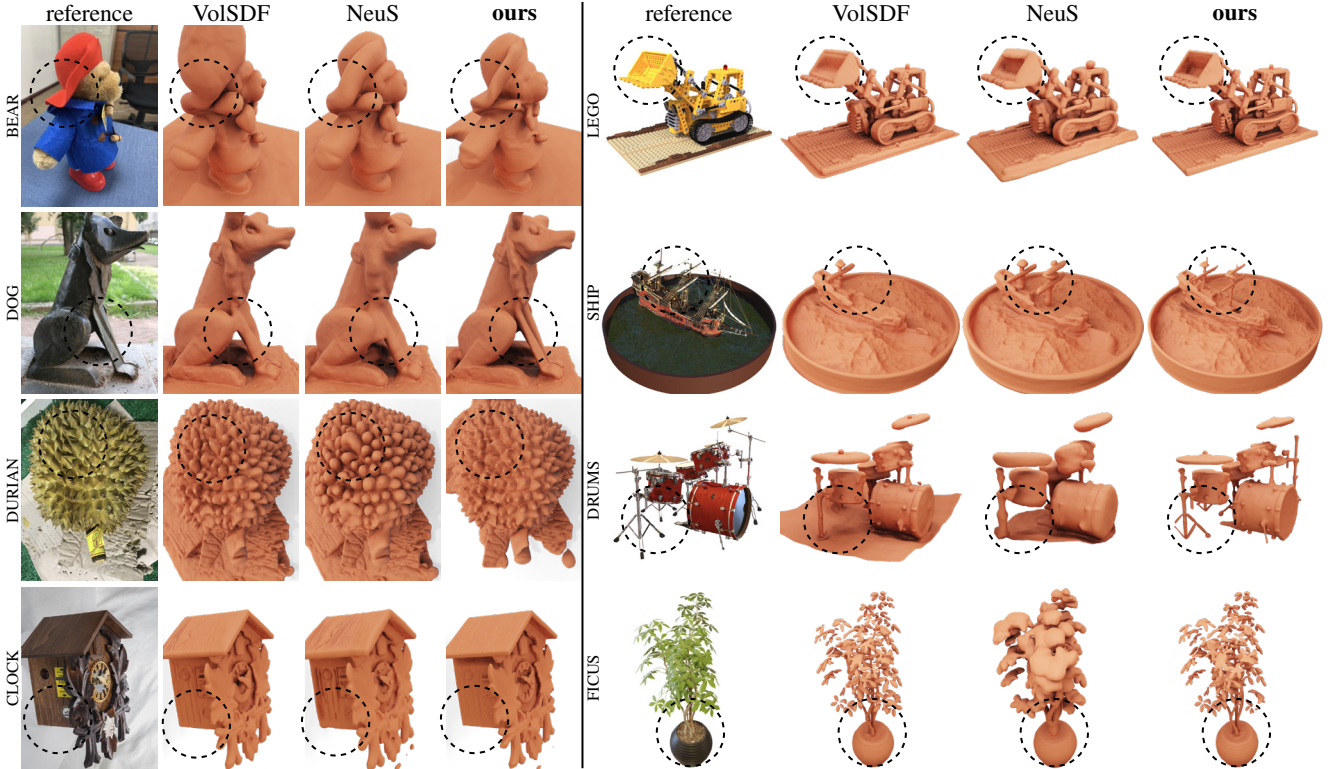 reference VolSDF NeuS ours
reference VolSDF NeuS ours
BEAR
DOG
DURIAN
CLOCK
LEGO
SHIP
DRUMS
FICUS